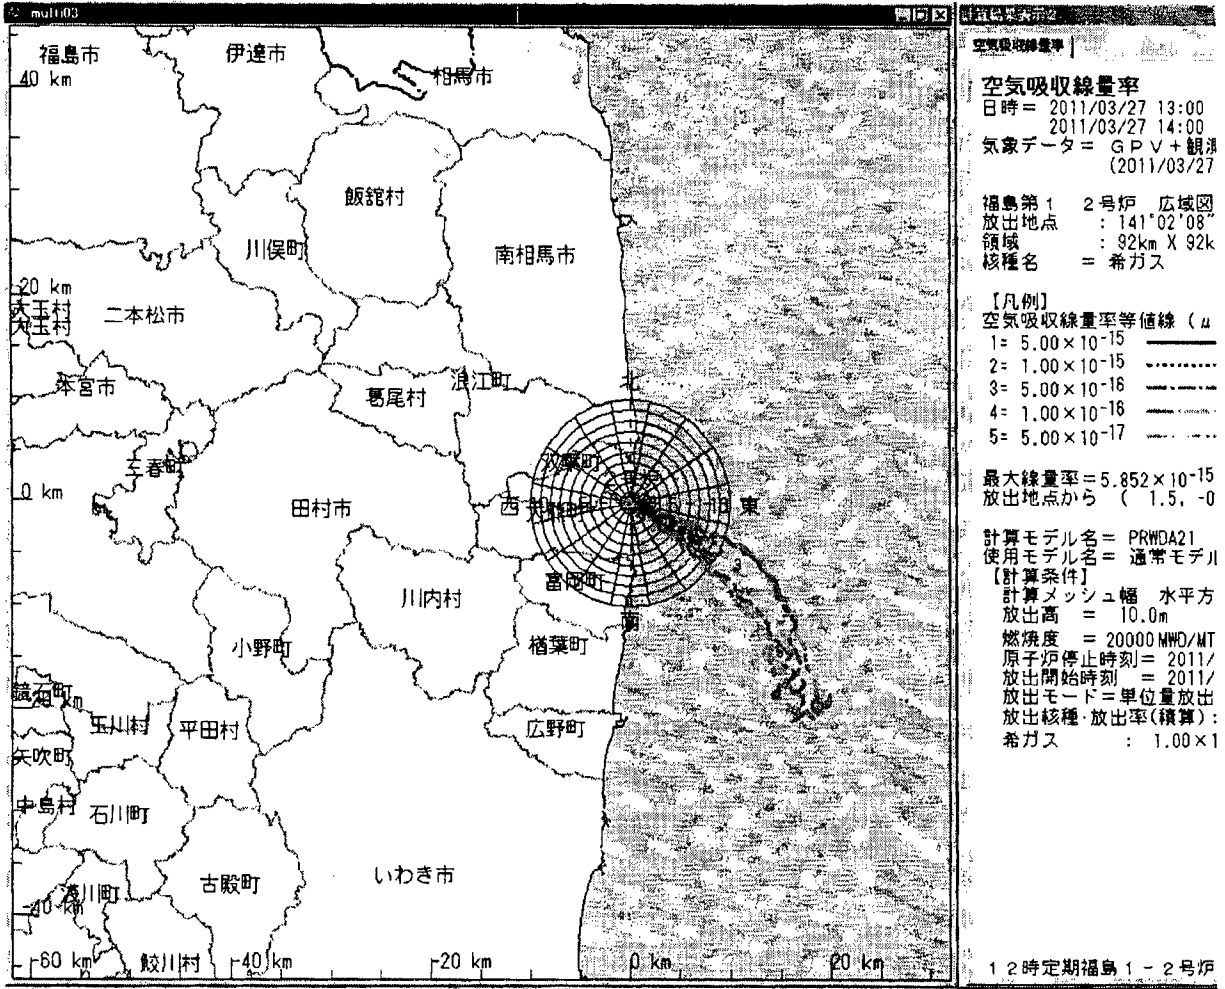 multi03
福島市
伊達市
相馬市
40 km
飯舘村
川俣町
南相馬市
20 km
大玉村
大玉村
二本松市
本宮市
浪江町
北
葛尾村
三春町
双葉町
0 km
田村市
西
東
富岡町
川内村
南
小野町
楢葉町
鏡石町
玉川村
平田村
広野町
矢吹町
中島村
石川町
いわき市
古殿町
浅川町
-40 km
鮫川村
-60 km
-40 km
-20 km
0 km
20 km
空気吸収線量率
空気吸収線量率
日時= 2011/03/27 13:00
2011/03/27 14:00
気象データ= GPV+観測
(2011/03/27
福島第1 2号炉 広域図
放出地点 : 141°02'08"
領域 : 92km X 92k
核種名 = 希ガス
【凡例】
空気吸収線量率等値線 (μ
1= 5.00×10-15
2= 1.00×10-15
3= 5.00×10-16
4= 1.00×10-16
5= 5.00×10-17
最大線量率=5.852×10-15
放出地点から ( 1.5, -0
計算モデル名= PRWDA21
使用モデル名= 通常モデル
【計算条件】
計算メッシュ幅 水平方
放出高 = 10.0m
燃焼度 = 20000MWD/MT
原子炉停止時刻= 2011/
放出開始時刻 = 2011/
放出モード=単位量放出
放出核種・放出率(積算):
希ガス : 1.00×1
12時定期福島1-2号炉